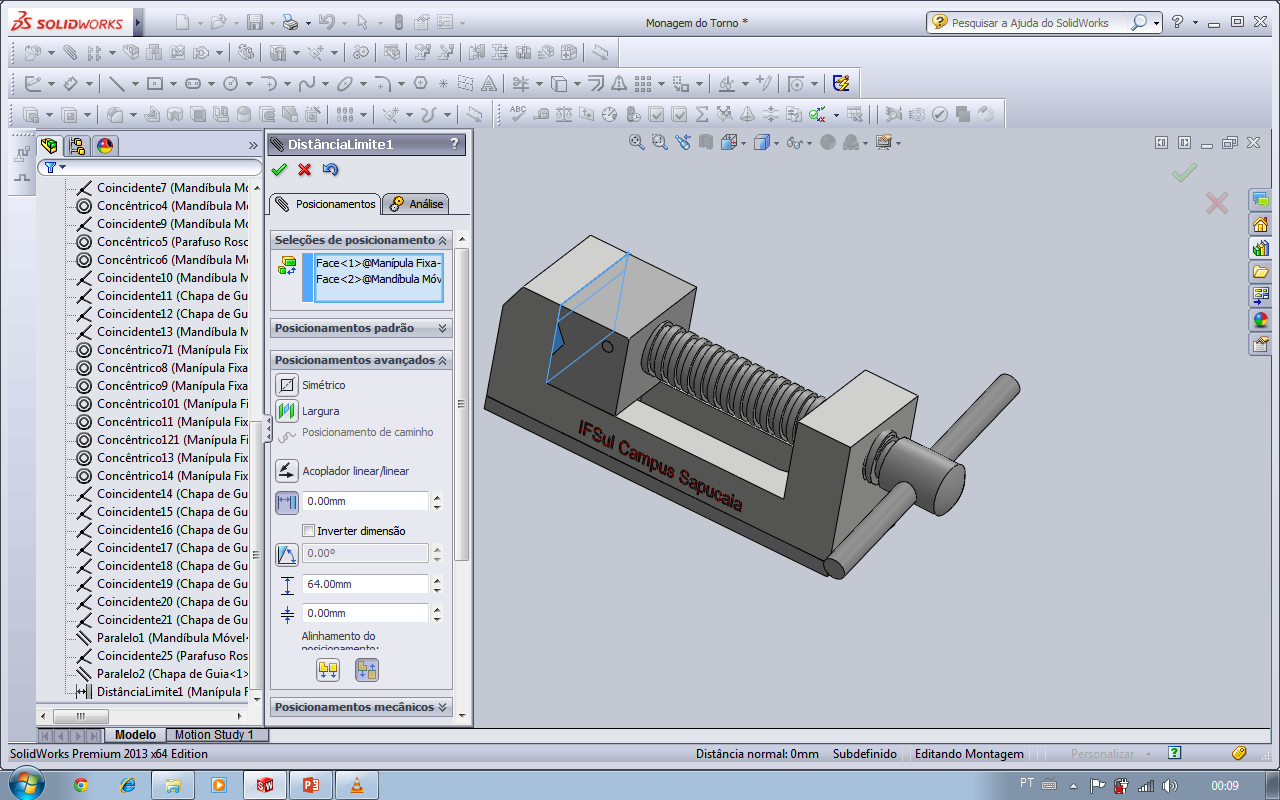 SOLIDWORKS
Monagem do Torno *
Pesquisar a Ajuda do SolidWorks
?
ABC
DistânciaLimite1
?
Posicionamentos
Análise
Seleções de posicionamento
Face<1>@Manípula Fixa-
Face<2>@Mandíbula Móv
Posicionamentos padrão
Posicionamentos avançados
Simétrico
Largura
Posicionamento de caminho
Acoplador linear/linear
0.00mm
Inverter dimensão
0.00°
64.00mm
0.00mm
Alinhamento do
posicionamento:
Posicionamentos mecânicos
Coincidente7 (Mandíbula Mo
Concêntrico4 (Mandíbula Mo
Coincidente9 (Mandíbula Mo
Concêntrico5 (Parafuso Rosc
Concêntrico6 (Mandíbula Mo
Coincidente10 (Mandíbula M
Coincidente11 (Chapa de Gu
Coincidente12 (Chapa de Gu
Coincidente13 (Mandíbula M
Concêntrico71 (Manípula Fix
Concêntrico8 (Manípula Fixa
Concêntrico9 (Manípula Fixa
Concêntrico101 (Manípula Fi
Concêntrico11 (Manípula Fix
Concêntrico121 (Manípula Fi
Concêntrico13 (Manípula Fix
Concêntrico14 (Manípula Fix
Coincidente14 (Chapa de Gu
Coincidente15 (Chapa de Gu
Coincidente16 (Chapa de Gu
Coincidente17 (Chapa de Gu
Coincidente18 (Chapa de Gu
Coincidente19 (Chapa de Gu
Coincidente20 (Chapa de Gu
Coincidente21 (Chapa de Gu
Paralelo1 (Mandíbula Móvel<
Coincidente25 (Parafuso Ros
Paralelo2 (Chapa de Guia<1>
DistânciaLimite1 (Manípula F
IFSul Campus Sapucaia
Modelo
Motion Study 1
SolidWorks Premium 2013 x64 Edition
Distância normal: 0mm
Subdefinido
Editando Montagem
Personalizar
?
PT
00:09